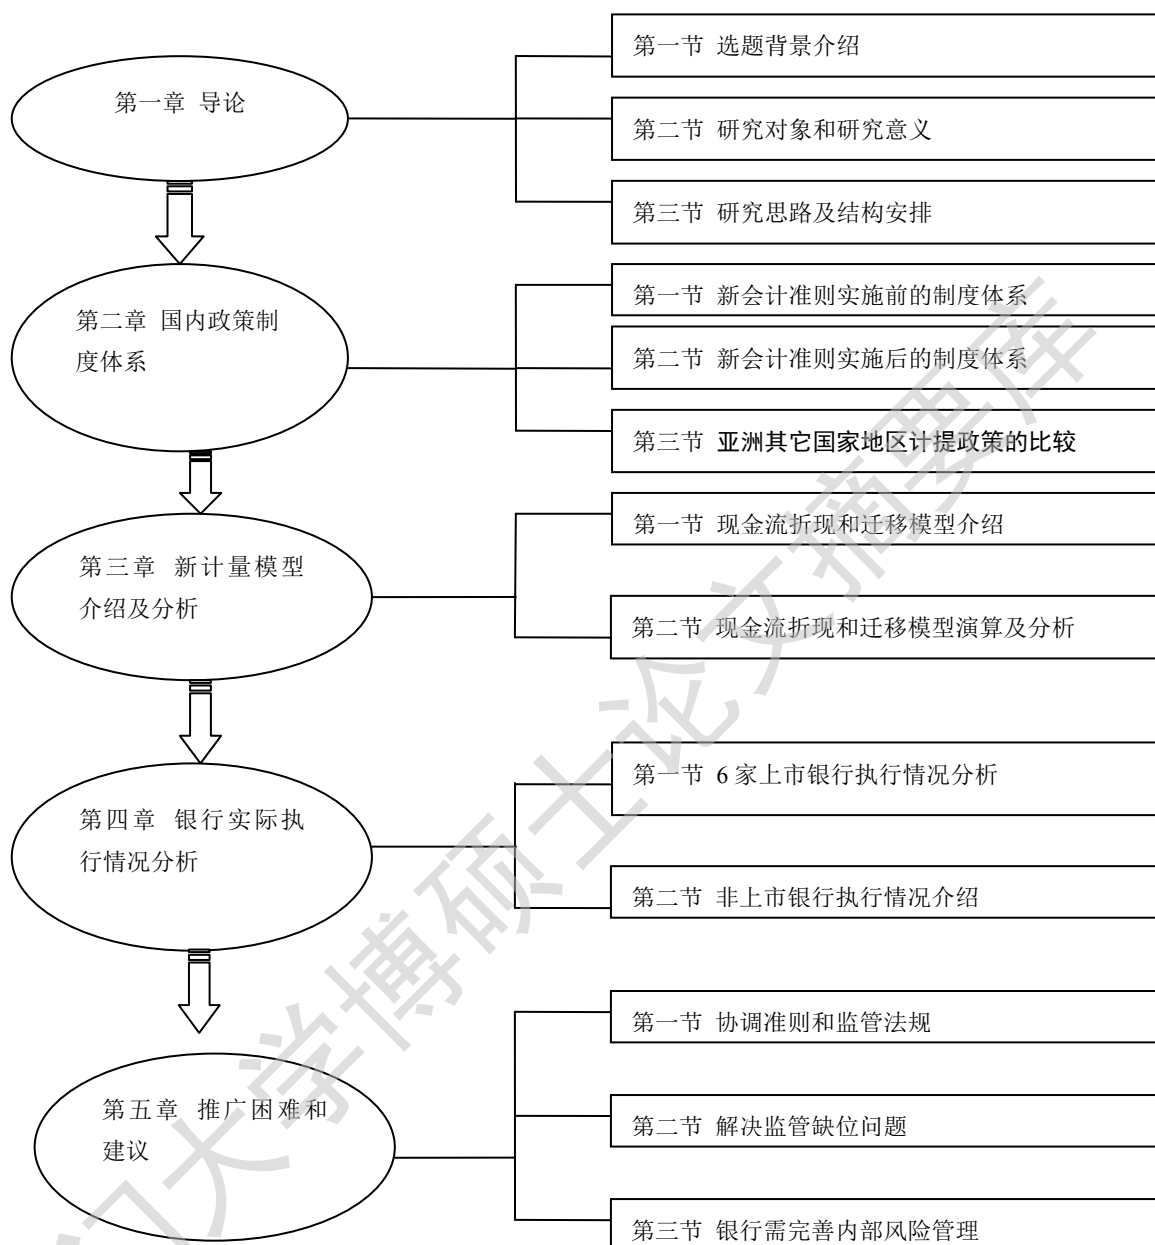 第一章 导论
第一节 选题背景介绍
第二节 研究对象和研究意义
第三节 研究思路及结构安排
第二章 国内政策制
度体系
第一节 新会计准则实施前的制度体系
第二节 新会计准则实施后的制度体系
第三节 亚洲其它国家地区计提政策的比较
第三章 新计量模型
介绍及分析
第一节 现金流折现和迁移模型介绍
第二节 现金流折现和迁移模型演算及分析
第四章 银行实际执
行情况分析
第一节 6 家上市银行执行情况分析
第二节 非上市银行执行情况介绍
第五章 推广困难和
建议
第一节 协调准则和监管法规
第二节 解决监管缺位问题
第三节 银行需完善内部风险管理
门大学博硕士论文摘要库